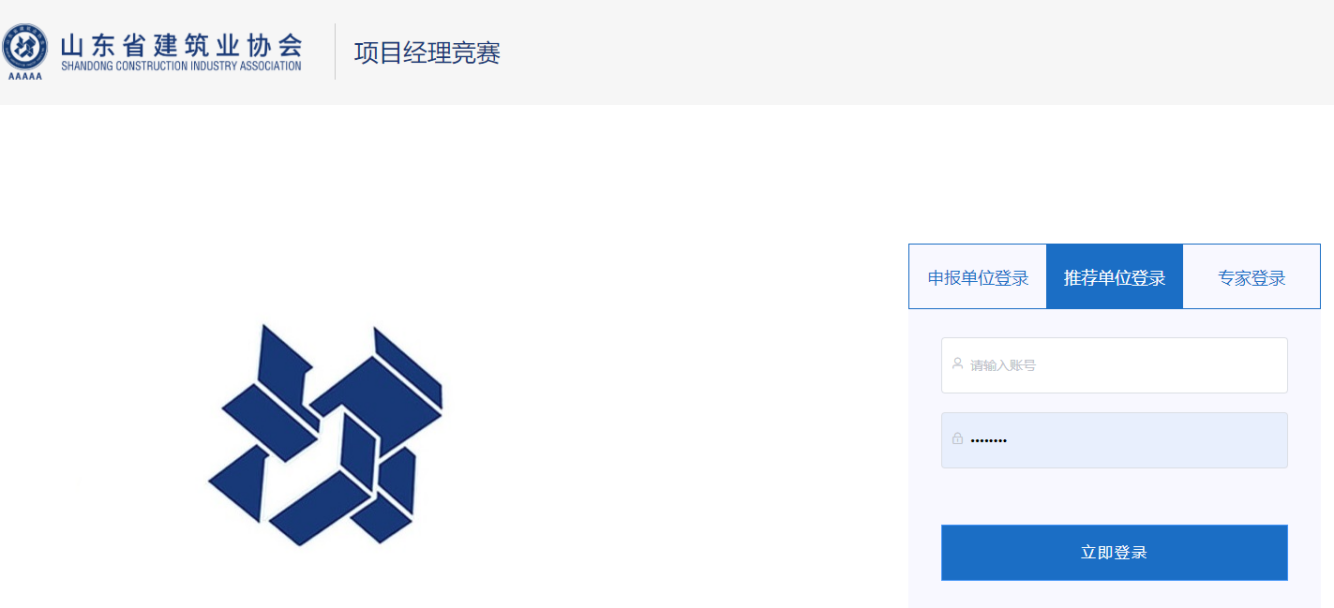 山东省建筑业协会
SHANDONG CONSTRUCTION INDUSTRY ASSOCIATION
AAAAA
项目经理竞赛
申报单位登录 推荐单位登录 专家登录
请输入账号
········
立即登录